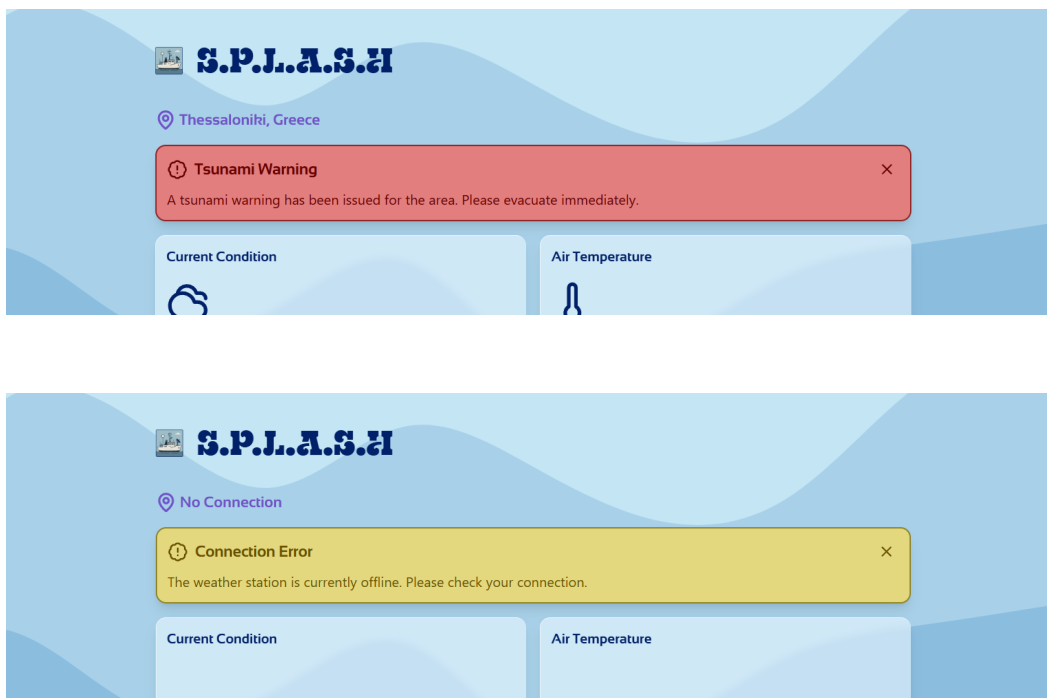 S.P.L.A.S.H
Thessaloniki, Greece
Tsunami Warning
A tsunami warning has been issued for the area. Please evacuate immediately.
Current Condition
Air Temperature
S.P.L.A.S.H
No Connection
Connection Error
The weather station is currently offline. Please check your connection.
Current Condition
Air Temperature